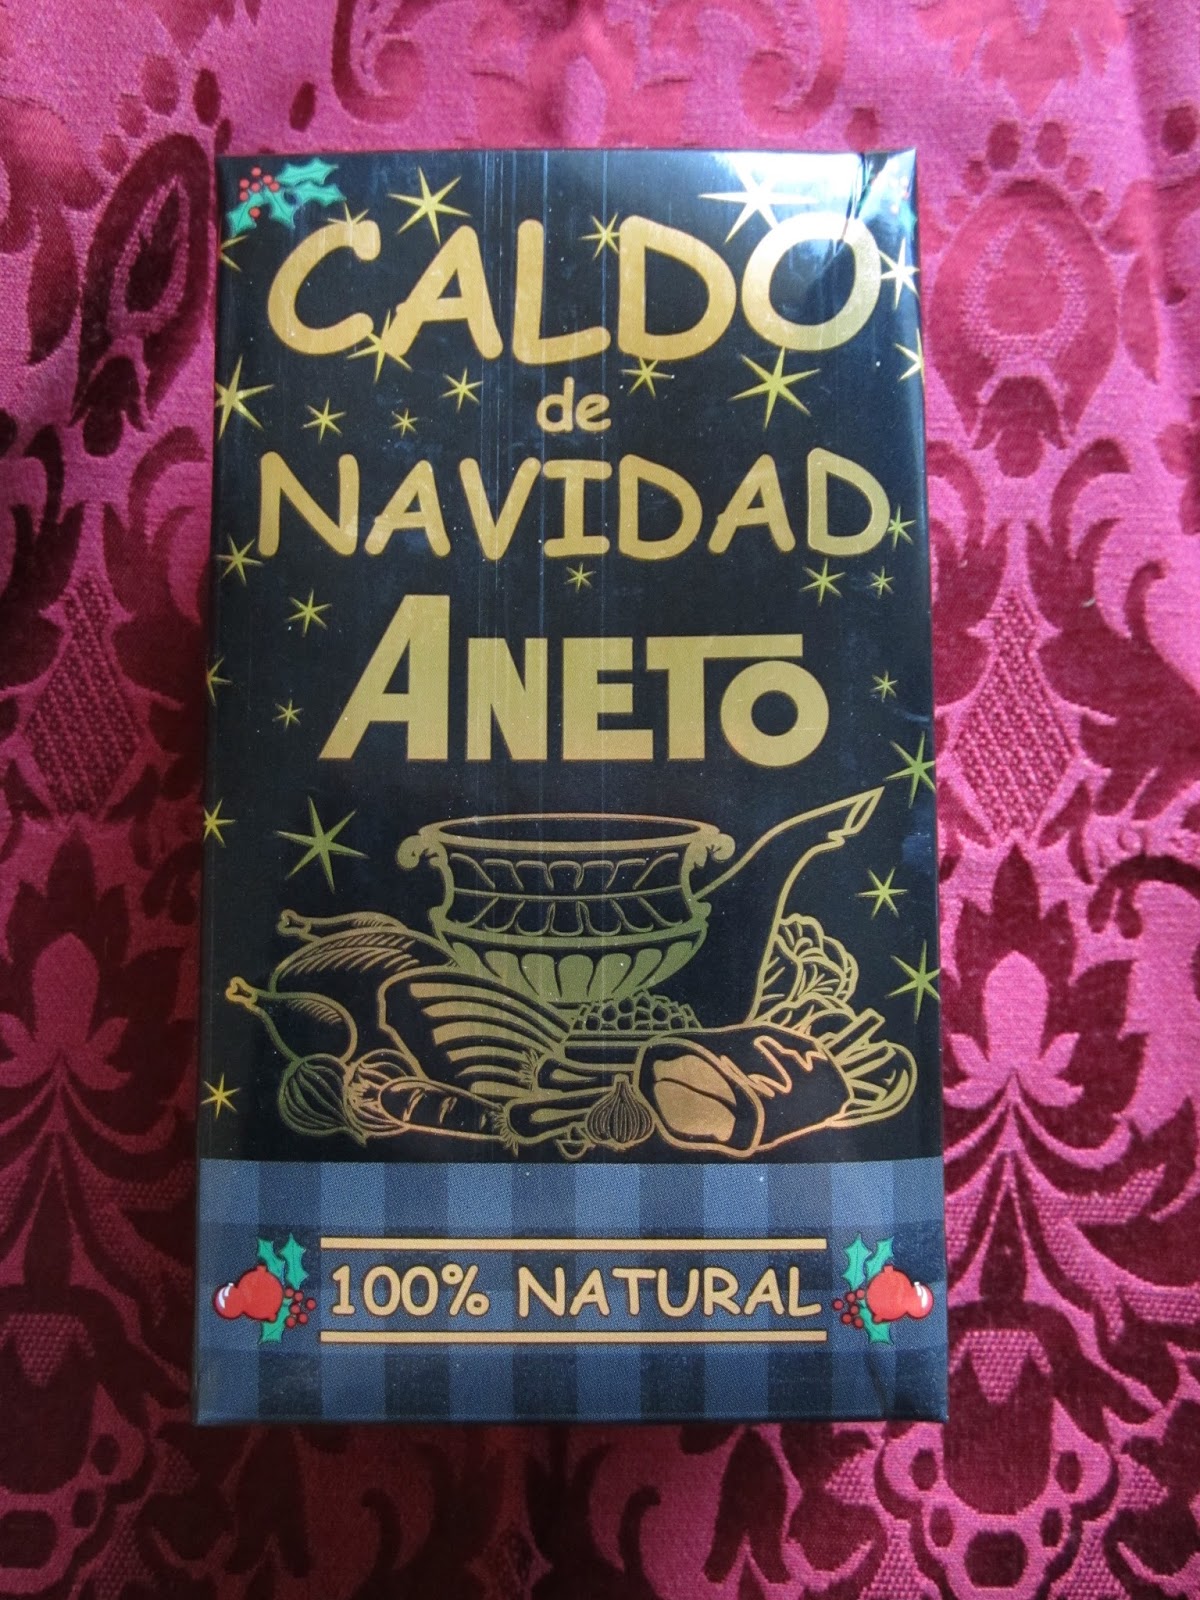 CALDO
de
NAVIDAD
ANETO
100% NATURAL